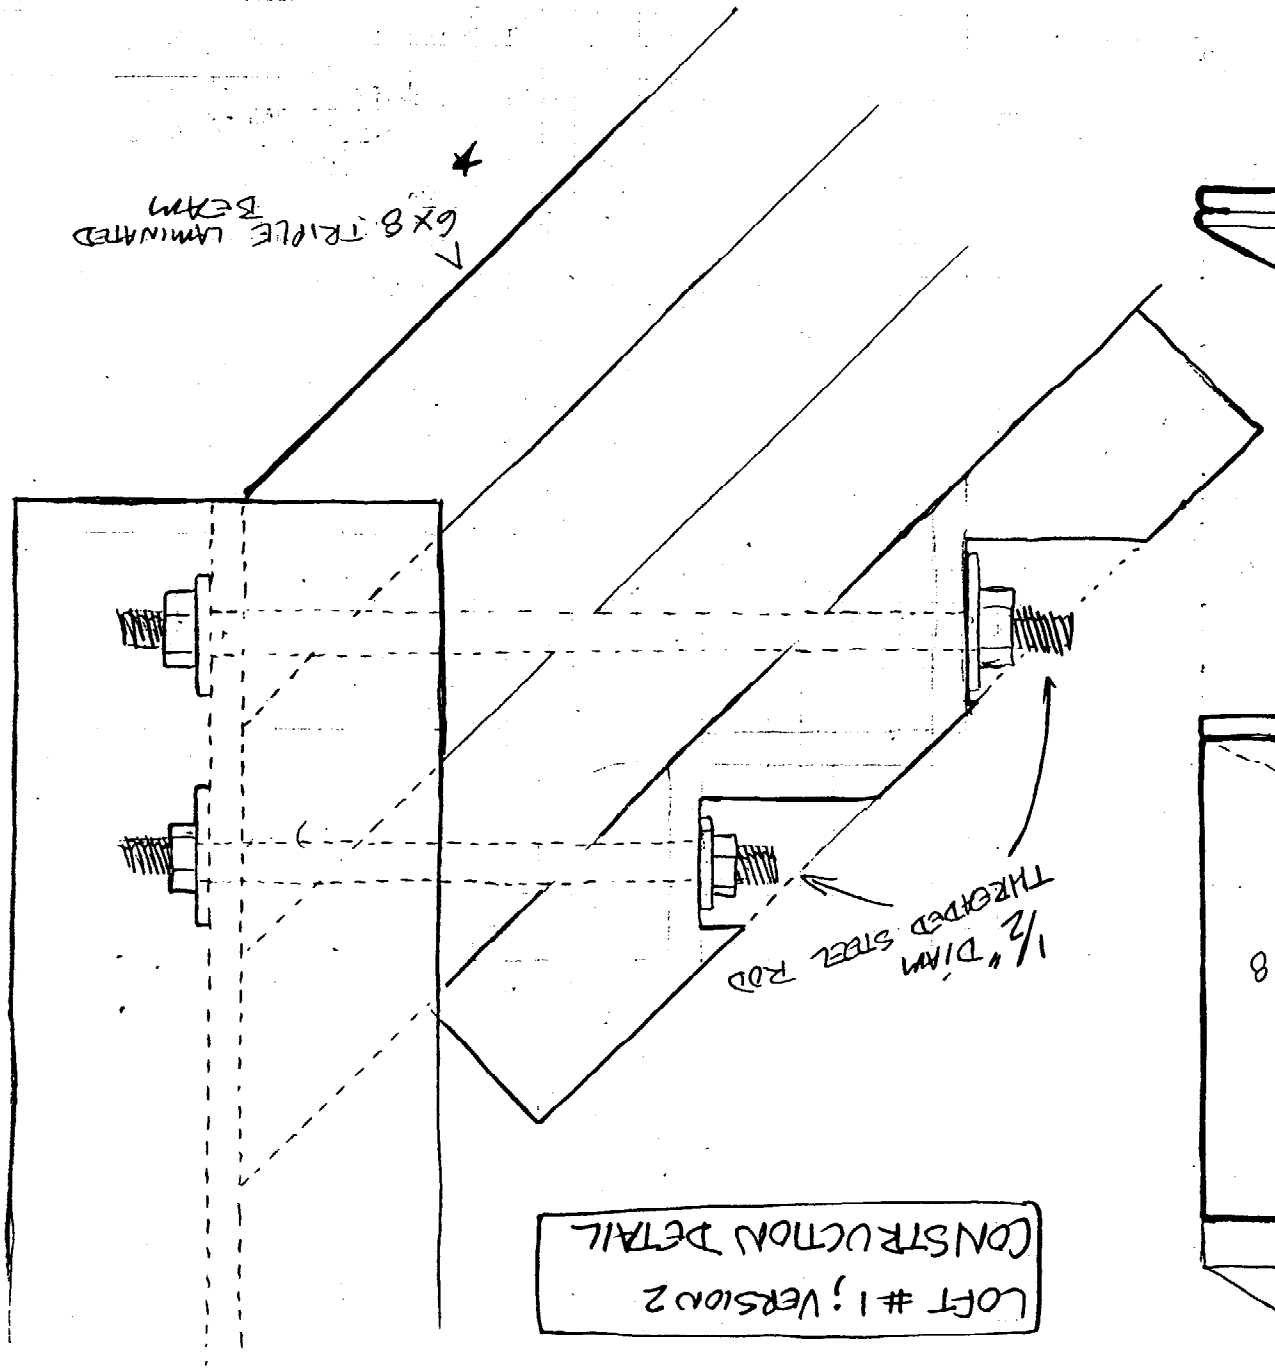 LOFT #1; VERSION 2
CONSTRUCTION DETAIL
1/2" DIAM
THREADED STEEL ROD
6X8 TRIPLE LAMINATED
BEAM
8